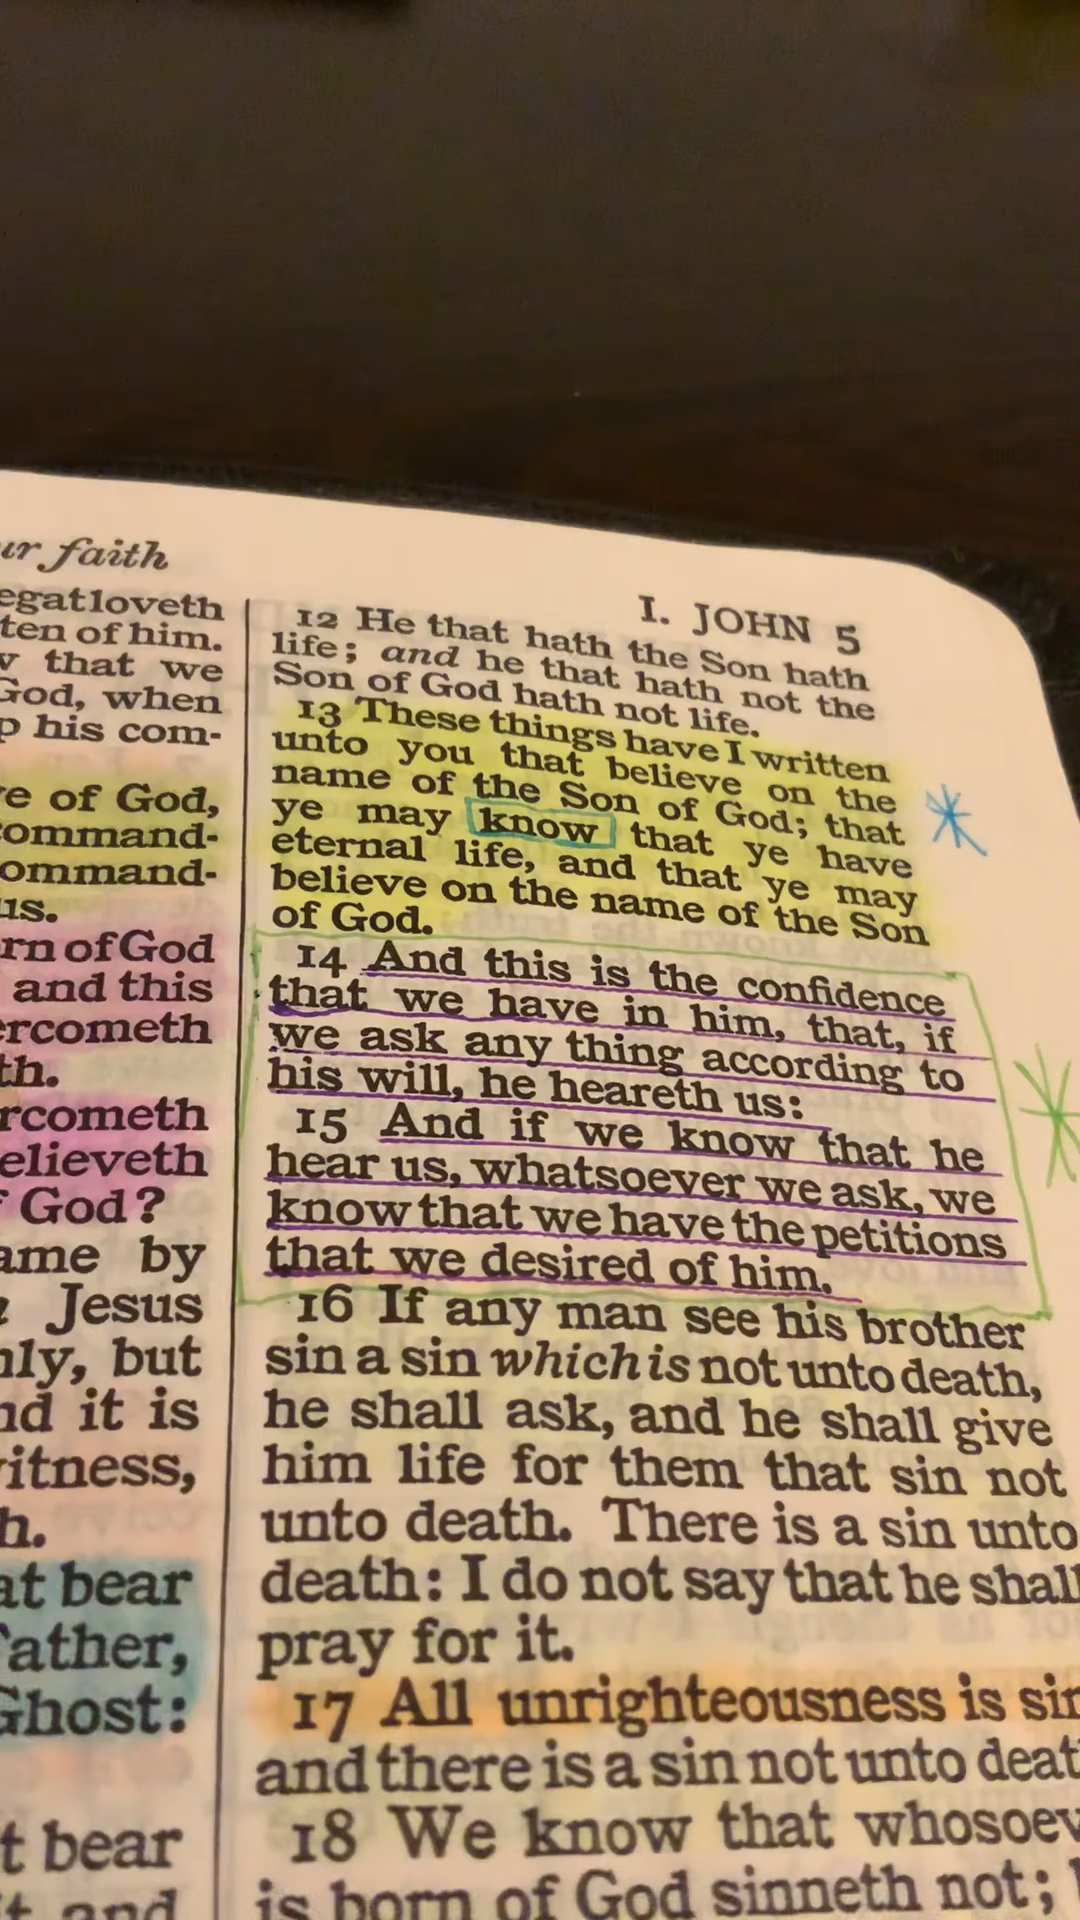 ur faith
egat loveth
ten of him.
that we
God, when
p his com-
e of God,
ommand-
ommand-
us.
rn of God
and this
ercometh
th.
rcometh
elieveth
God?
ame by
Jesus
nly, but
nd it is
itness,
h.
at bear
ather,
Ghost:
t bear
it and
I. JOHN 5
12 He that hath the Son hath
life; and he that hath not the
Son of God hath not life.
13 These things have I written
unto you that believe on the
name of the Son of God; that
ye may know that ye have
eternal life, and that ye may
believe on the name of the Son
of God.
14 And this is the confidence
that we have in him, that, if
we ask any thing according to
his will, he heareth us:
15 And if we know that he
hear us, whatsoever we ask, we
know that we have the petitions
that we desired of him.
16 If any man see his brother
sin a sin which is not unto death,
he shall ask, and he shall give
him life for them that sin not
unto death. There is a sin unto
death: I do not say that he shall
pray for it.
17 All unrighteousness is sin
and there is a sin not unto deat
18 We know that whosoev
is born of God sinneth not;